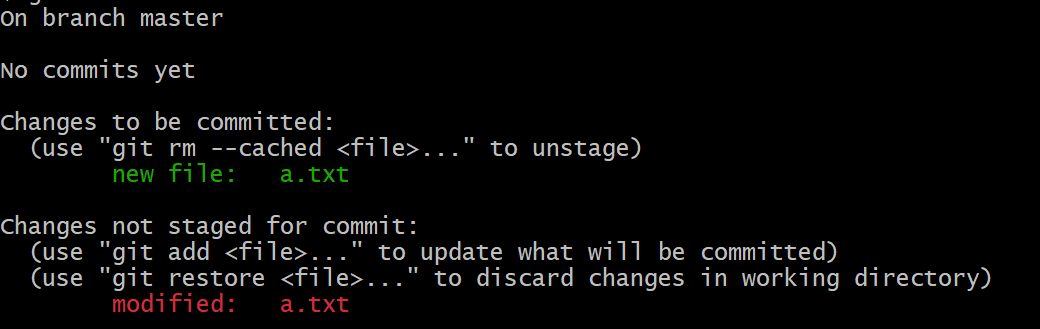 On branch master
No commits yet
Changes to be committed:
  (use "git rm --cached <file>..." to unstage)
        new file:   a.txt
Changes not staged for commit:
  (use "git add <file>..." to update what will be committed)
  (use "git restore <file>..." to discard changes in working directory)
        modified:   a.txt